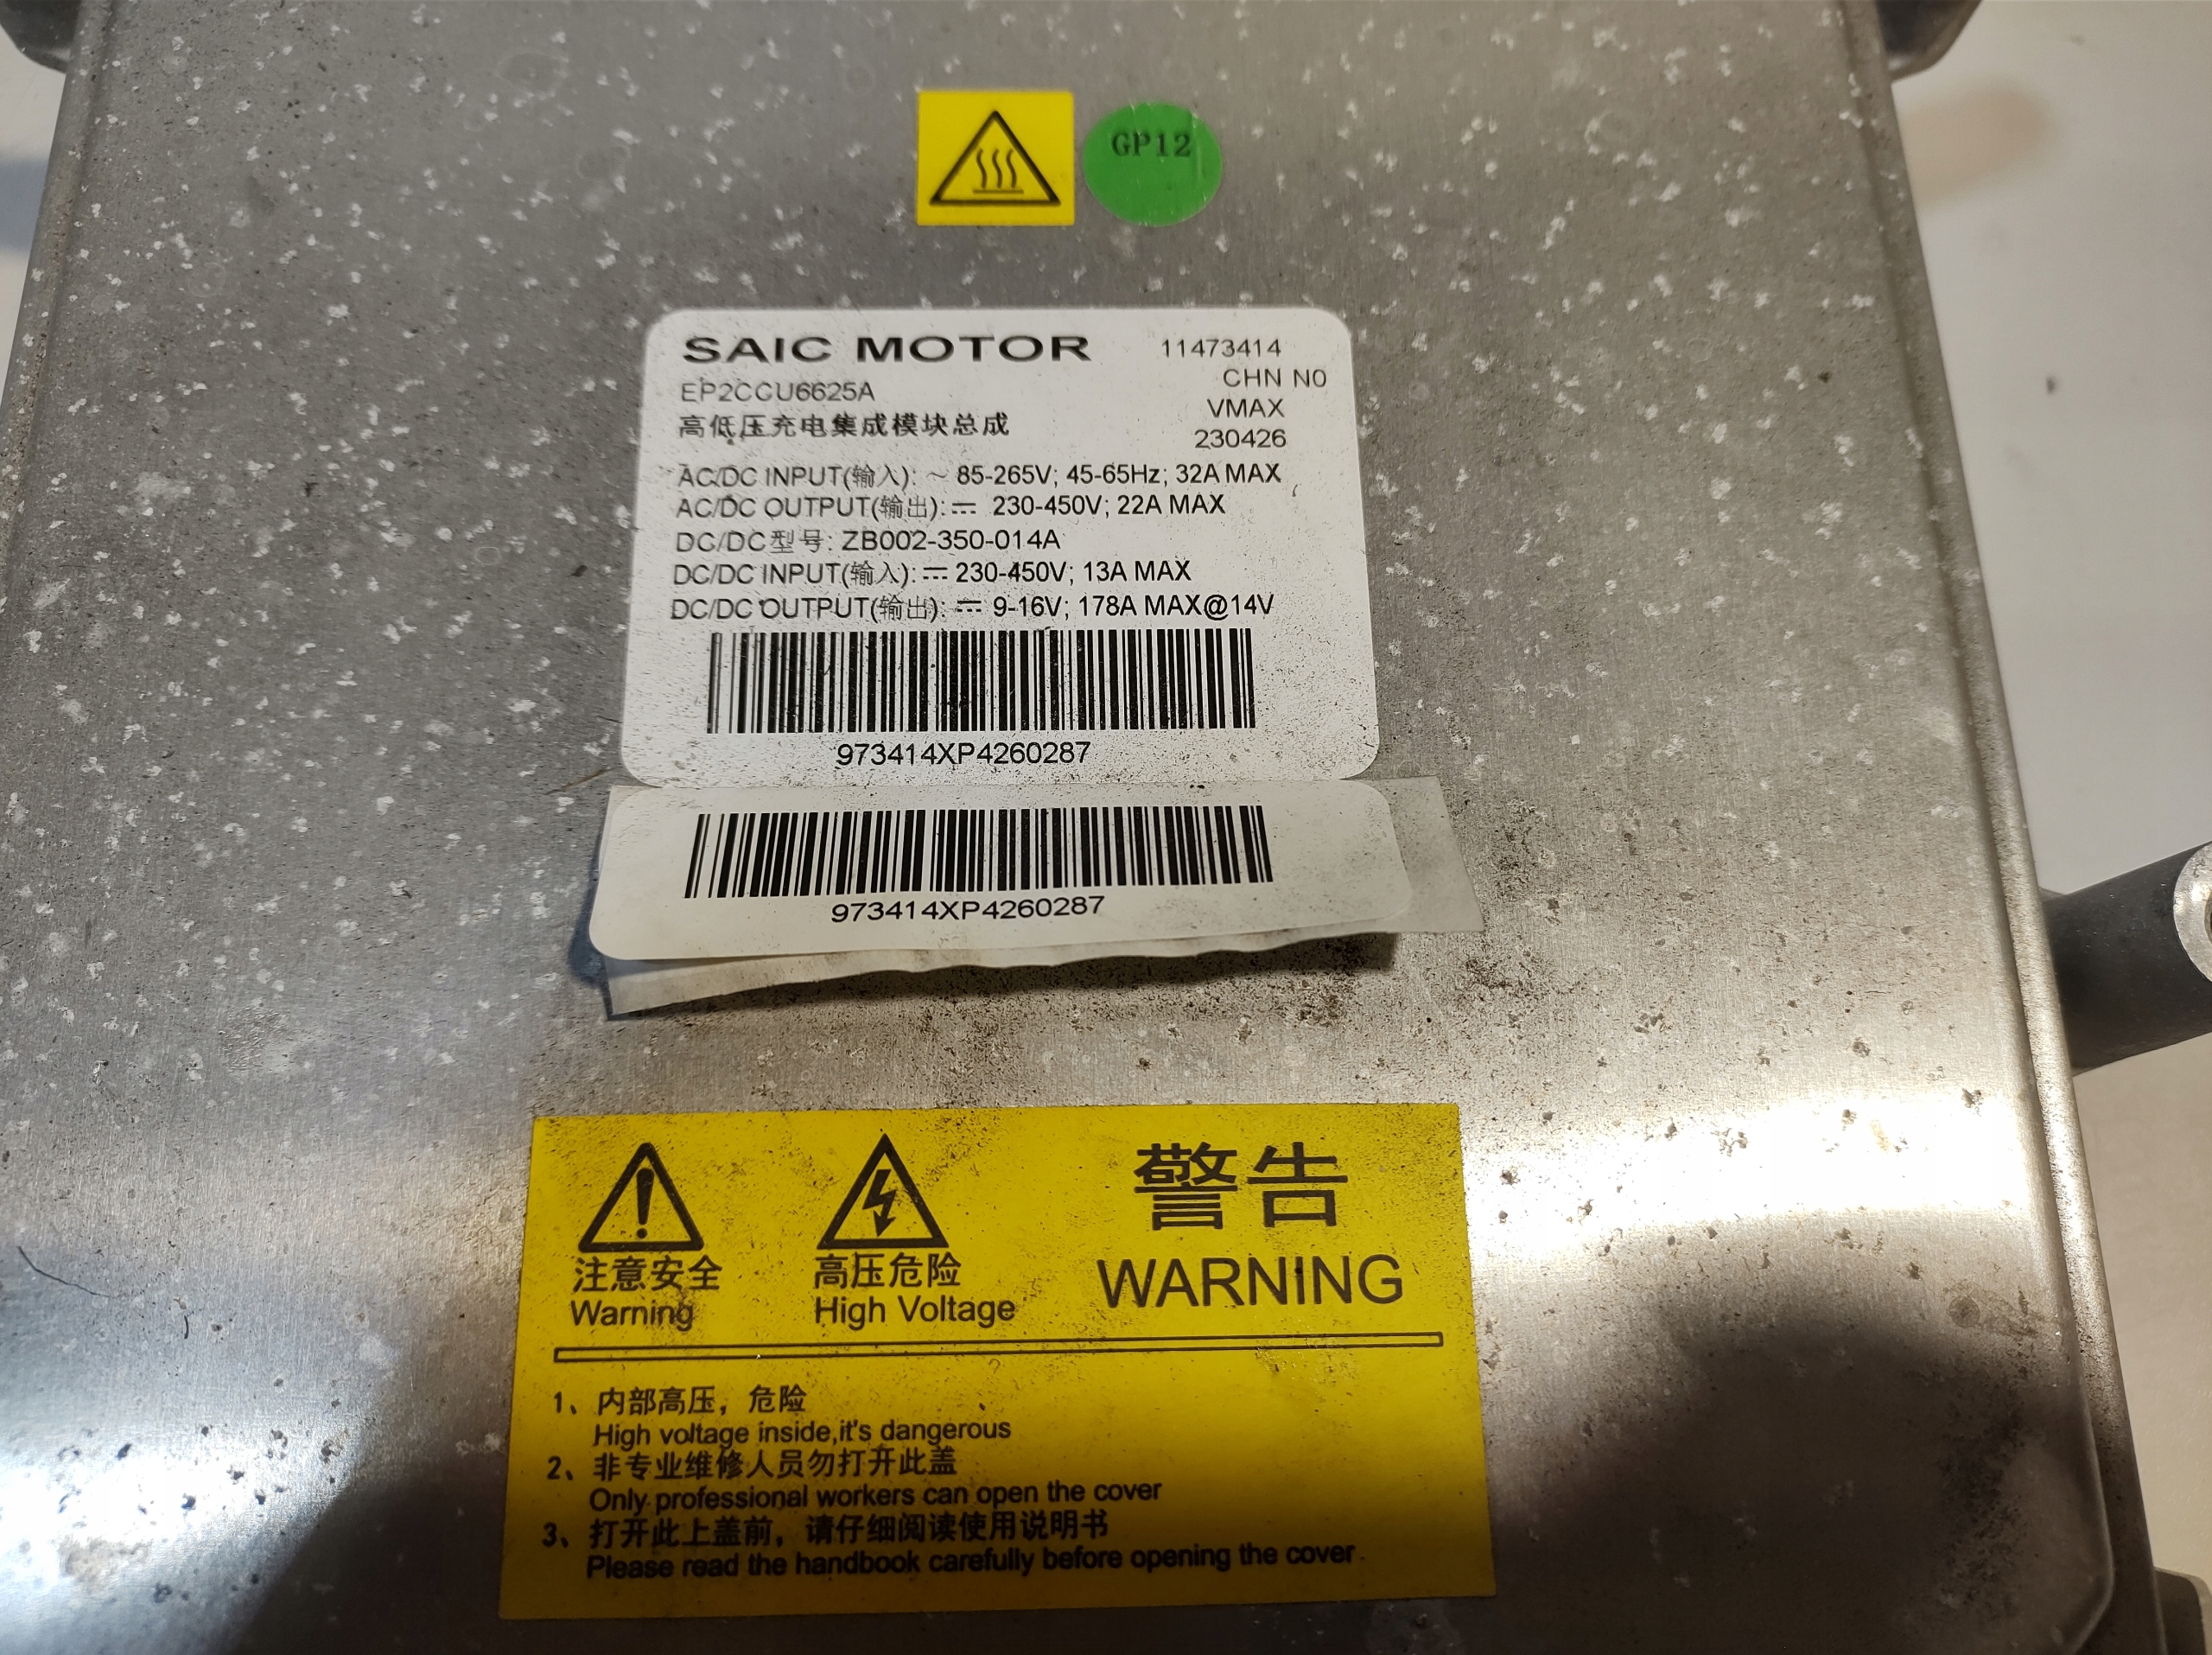 GP12
SAIC MOTOR 11473414
EP2CCU6625A CHN N0
高低压充电集成模块总成 VMAX
230426
AC/DC INPUT(输入): ~ 85-265V; 45-65Hz; 32A MAX
AC/DC OUTPUT(输出): ⎓ 230-450V; 22A MAX
DC/DC型号: ZB002-350-014A
DC/DC INPUT(输入): ⎓ 230-450V; 13A MAX
DC/DC OUTPUT(输出): ⎓ 9-16V; 178A MAX@14V
973414XP4260287
973414XP4260287
警告
WARNING
注意安全
Warning
高压危险
High Voltage
1、内部高压，危险
High voltage inside,it's dangerous
2、非专业维修人员勿打开此盖
Only professional workers can open the cover
3、打开此上盖前，请仔细阅读使用说明书
Please read the handbook carefully before opening the cover.